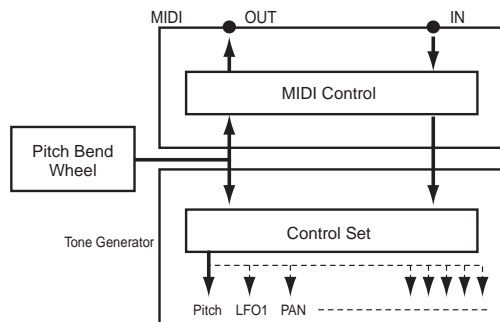 MIDI OUT IN
MIDI Control
Pitch Bend
Wheel
Tone Generator
Control Set
Pitch LFO1 PAN